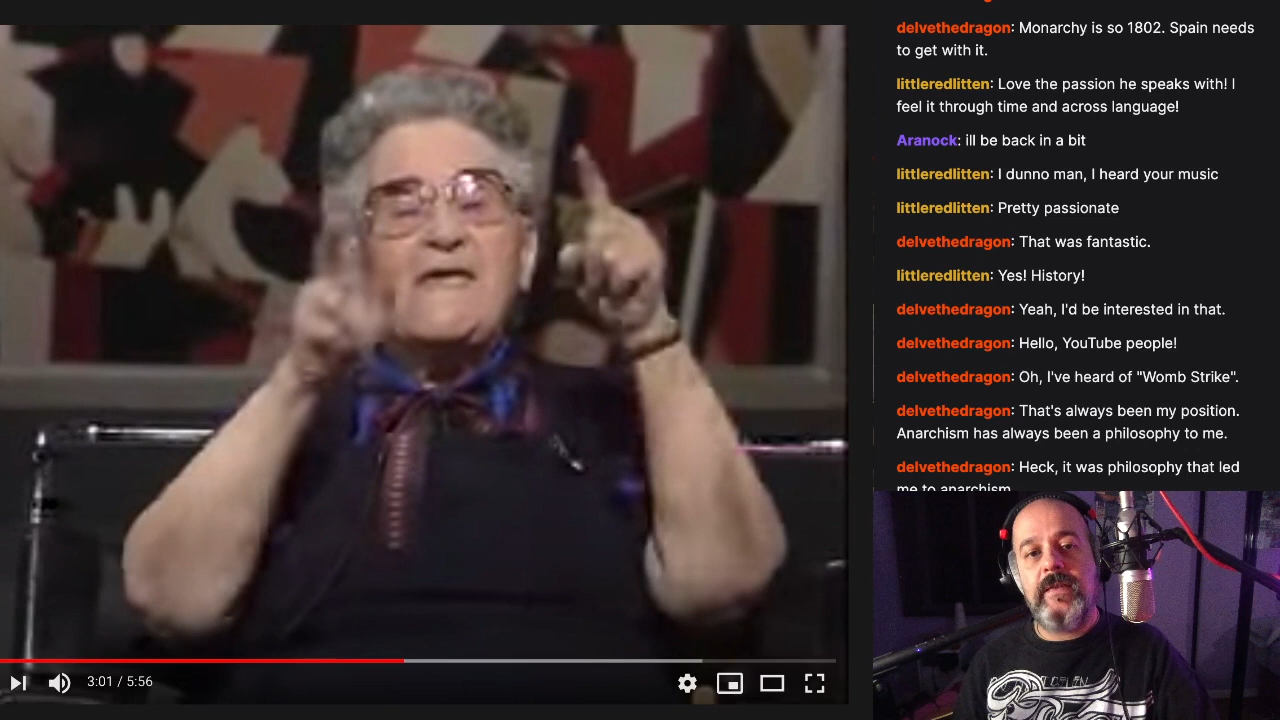 delvethedragon: Monarchy is so 1802. Spain needs
to get with it.
littleredlitten: Love the passion he speaks with! I
feel it through time and across language!
Aranock: ill be back in a bit
littleredlitten: I dunno man, I heard your music
littleredlitten: Pretty passionate
delvethedragon: That was fantastic.
littleredlitten: Yes! History!
delvethedragon: Yeah, I'd be interested in that.
delvethedragon: Hello, YouTube people!
delvethedragon: Oh, I've heard of "Womb Strike".
delvethedragon: That's always been my position.
Anarchism has always been a philosophy to me.
delvethedragon: Heck, it was philosophy that led
me to anarchism
3:01 / 5:56